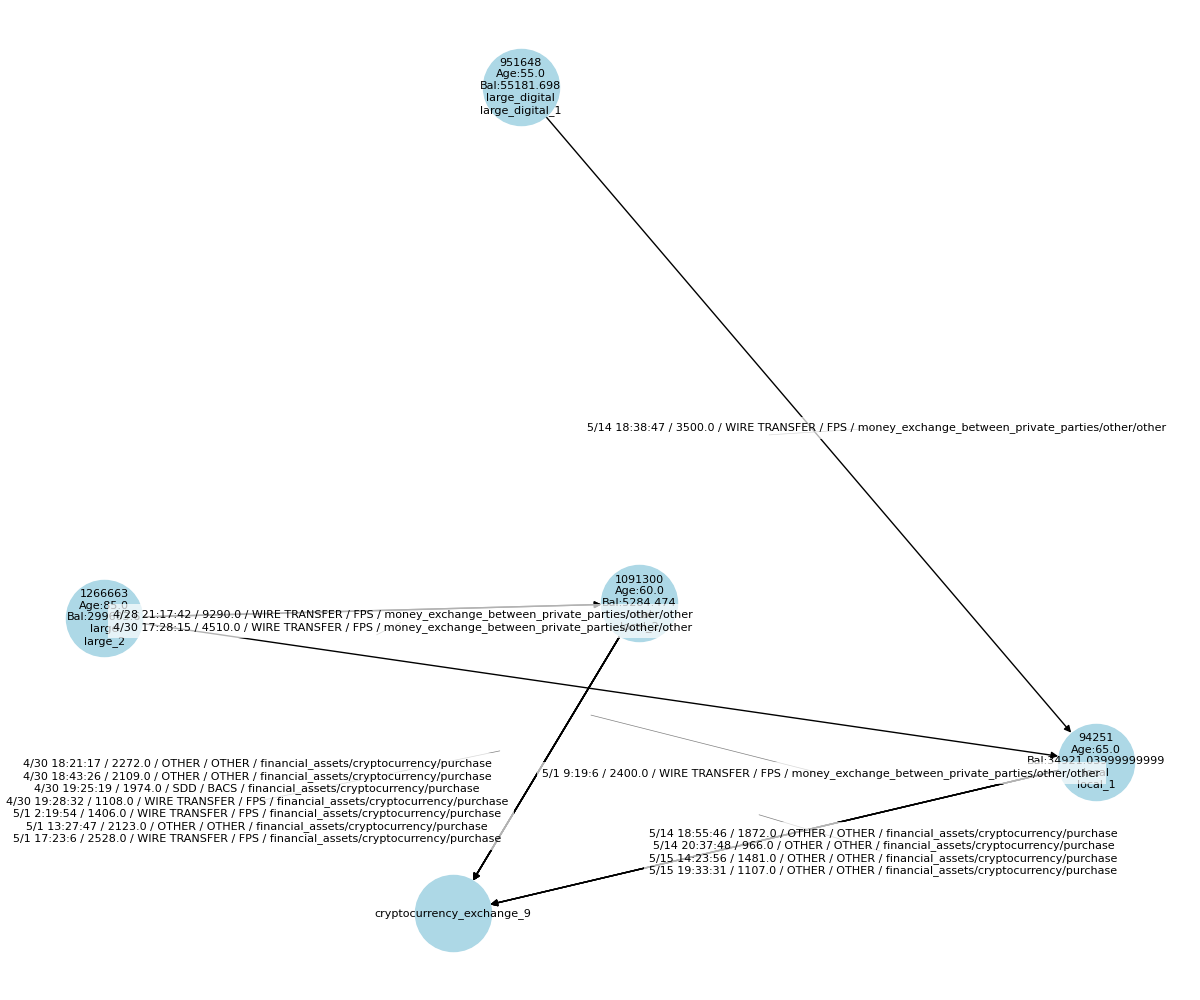 951648
Age:55.0
Bal:55181.698
large_digital
large_digital_1
5/14 18:38:47 / 3500.0 / WIRE TRANSFER / FPS / money_exchange_between_private_parties/other/other
1091300
Age:60.0
Bal:5284.474
1266663
Age:85.0
large_2
4/28 21:17:42 / 9290.0 / WIRE TRANSFER / FPS / money_exchange_between_private_parties/other/other
4/30 17:28:15 / 4510.0 / WIRE TRANSFER / FPS / money_exchange_between_private_parties/other/other
94251
Age:65.0
Bal:34921.03999999999
local_1
5/1 9:19:6 / 2400.0 / WIRE TRANSFER / FPS / money_exchange_between_private_parties/other/other
4/30 18:21:17 / 2272.0 / OTHER / OTHER / financial_assets/cryptocurrency/purchase
4/30 18:43:26 / 2109.0 / OTHER / OTHER / financial_assets/cryptocurrency/purchase
4/30 19:25:19 / 1974.0 / SDD / BACS / financial_assets/cryptocurrency/purchase
4/30 19:28:32 / 1108.0 / WIRE TRANSFER / FPS / financial_assets/cryptocurrency/purchase
5/1 2:19:54 / 1406.0 / WIRE TRANSFER / FPS / financial_assets/cryptocurrency/purchase
5/1 13:27:47 / 2123.0 / OTHER / OTHER / financial_assets/cryptocurrency/purchase
5/1 17:23:6 / 2528.0 / WIRE TRANSFER / FPS / financial_assets/cryptocurrency/purchase
5/14 18:55:46 / 1872.0 / OTHER / OTHER / financial_assets/cryptocurrency/purchase
5/14 20:37:48 / 966.0 / OTHER / OTHER / financial_assets/cryptocurrency/purchase
5/15 14:23:56 / 1481.0 / OTHER / OTHER / financial_assets/cryptocurrency/purchase
5/15 19:33:31 / 1107.0 / OTHER / OTHER / financial_assets/cryptocurrency/purchase
cryptocurrency_exchange_9